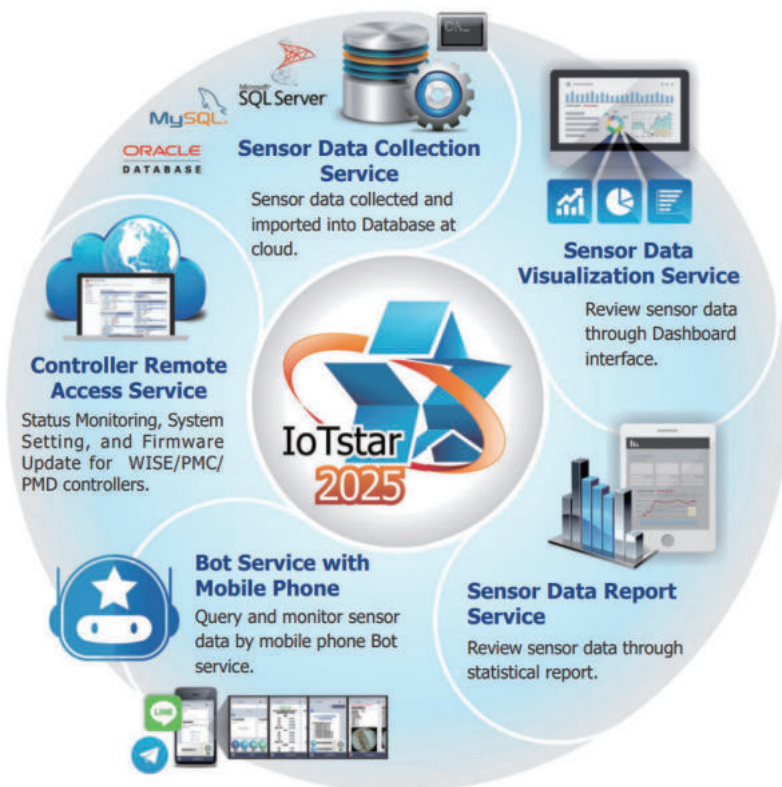 C:\_
Microsoft
SQL Server
MySQL
ORACLE
DATABASE
Sensor Data Collection
Service
Sensor data collected and
imported into Database at
cloud.
Sensor Data
Visualization Service
Review sensor data
through Dashboard
interface.
Controller Remote
Access Service
Status Monitoring, System
Setting, and Firmware
Update for WISE/PMC/
PMD controllers.
IoTstar
2025
Bot Service with
Mobile Phone
Query and monitor sensor
data by mobile phone Bot
service.
LINE
Sensor Data Report
Service
Review sensor data through
statistical report.